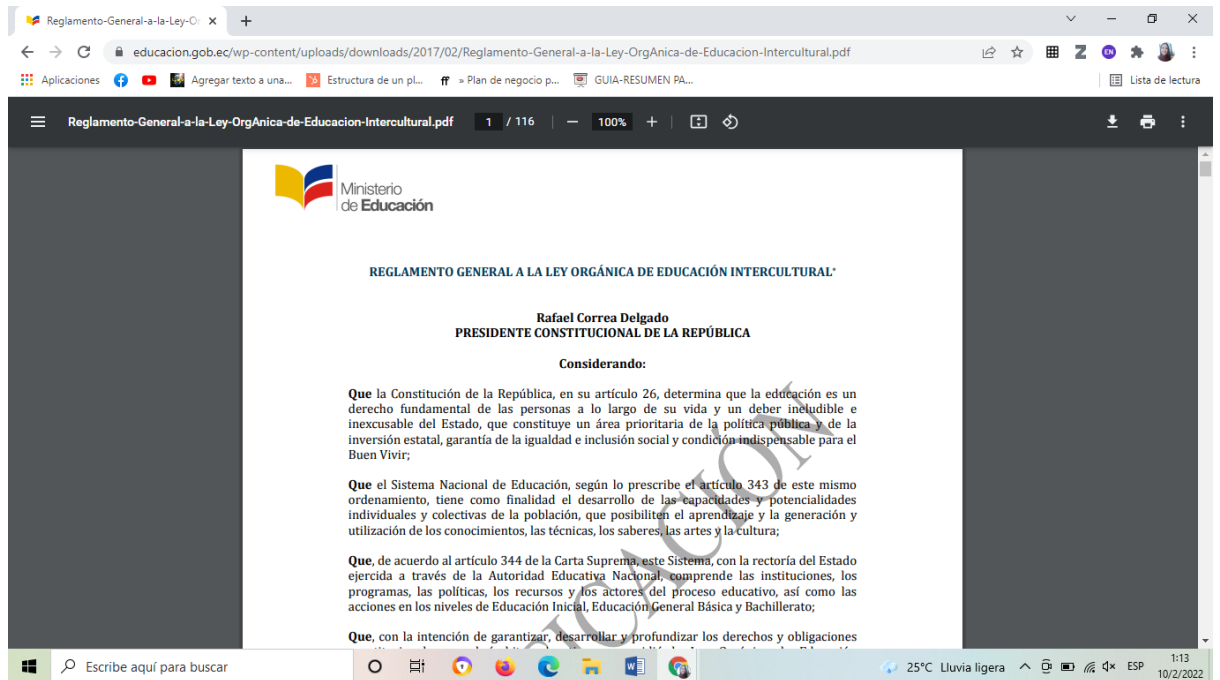 Reglamento-General-a-la-Ley-Or
educacion.gob.ec/wp-content/uploads/downloads/2017/02/Reglamento-General-a-la-Ley-OrgAnica-de-Educacion-Intercultural.pdf
Aplicaciones Agregar texto a una... Estructura de un pl... ff » Plan de negocio p... GUIA-RESUMEN PA... Lista de lectura
Reglamento-General-a-la-Ley-OrgAnica-de-Educacion-Intercultural.pdf 1 / 116 — 100% +
Ministerio
de Educación
REGLAMENTO GENERAL A LA LEY ORGÁNICA DE EDUCACIÓN INTERCULTURAL*
Rafael Correa Delgado
PRESIDENTE CONSTITUCIONAL DE LA REPÚBLICA
Considerando:
Que la Constitución de la República, en su artículo 26, determina que la educación es un
derecho fundamental de las personas a lo largo de su vida y un deber ineludible e
inexcusable del Estado, que constituye un área prioritaria de la política pública y de la
inversión estatal, garantía de la igualdad e inclusión social y condición indispensable para el
Buen Vivir;
Que el Sistema Nacional de Educación, según lo prescribe el artículo 343 de este mismo
ordenamiento, tiene como finalidad el desarrollo de las capacidades y potencialidades
individuales y colectivas de la población, que posibiliten el aprendizaje y la generación y
utilización de los conocimientos, las técnicas, los saberes, las artes y la cultura;
Que, de acuerdo al artículo 344 de la Carta Suprema, este Sistema, con la rectoría del Estado
ejercida a través de la Autoridad Educativa Nacional, comprende las instituciones, los
programas, las políticas, los recursos y los actores del proceso educativo, así como las
acciones en los niveles de Educación Inicial, Educación General Básica y Bachillerato;
Que, con la intención de garantizar, desarrollar y profundizar los derechos y obligaciones
Escribe aquí para buscar 25°C Lluvia ligera ESP 1:13
10/2/2022